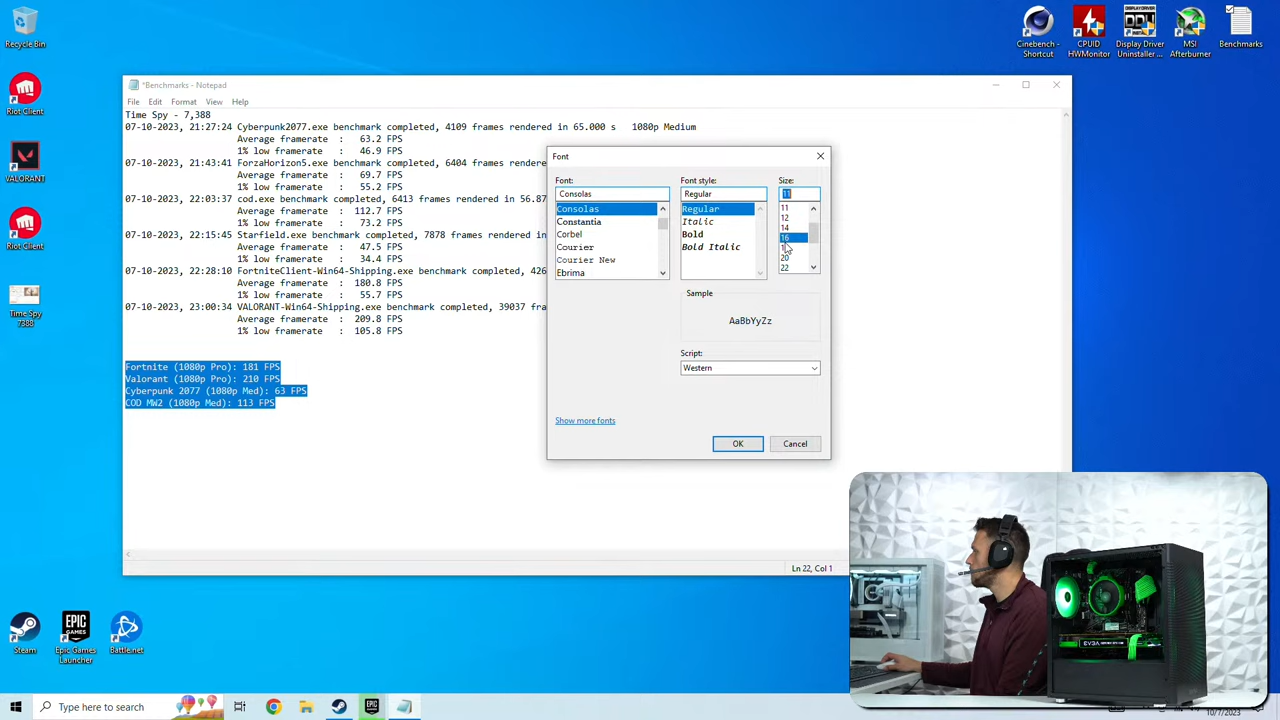 Recycle Bin
Riot Client
VALORANT
Riot Client
Time Spy
7388
Steam
EPIC
GAMES
Epic Games
Launcher
Battle.net
Cinebench -
Shortcut
CPUID
HWMonitor
DDU
Display Driver
Uninstaller ...
MSI
Afterburner
Benchmarks
*Benchmarks - Notepad
File Edit Format View Help
Time Spy - 7,388
07-10-2023, 21:27:24 Cyberpunk2077.exe benchmark completed, 4109 frames rendered in 65.000 s 1080p Medium
Average framerate : 63.2 FPS
1% low framerate : 46.9 FPS
07-10-2023, 21:43:41 ForzaHorizon5.exe benchmark completed, 6404 frames rendered
Average framerate : 69.7 FPS
1% low framerate : 55.2 FPS
07-10-2023, 22:03:37 cod.exe benchmark completed, 6413 frames rendered in 56.87
Average framerate : 112.7 FPS
1% low framerate : 73.2 FPS
07-10-2023, 22:15:45 Starfield.exe benchmark completed, 7878 frames rendered in
Average framerate : 47.5 FPS
1% low framerate : 34.4 FPS
07-10-2023, 22:28:10 FortniteClient-Win64-Shipping.exe benchmark completed, 426
Average framerate : 180.8 FPS
1% low framerate : 55.7 FPS
07-10-2023, 23:00:34 VALORANT-Win64-Shipping.exe benchmark completed, 39037 fra
Average framerate : 209.8 FPS
1% low framerate : 105.8 FPS
Fortnite (1080p Pro): 181 FPS
Valorant (1080p Pro): 210 FPS
Cyberpunk 2077 (1080p Med): 63 FPS
COD MW2 (1080p Med): 113 FPS
Ln 22, Col 1
Font
Font: Font style: Size:
Consolas Regular 11
Consolas Regular 11
Constantia Italic 12
Corbel Bold 14
Courier Bold Italic 16
Courier New 20
Ebrima 22
Sample
AaBbYyZz
Script:
Western
Show more fonts
OK Cancel
EVGA
Type here to search
10/7/2023